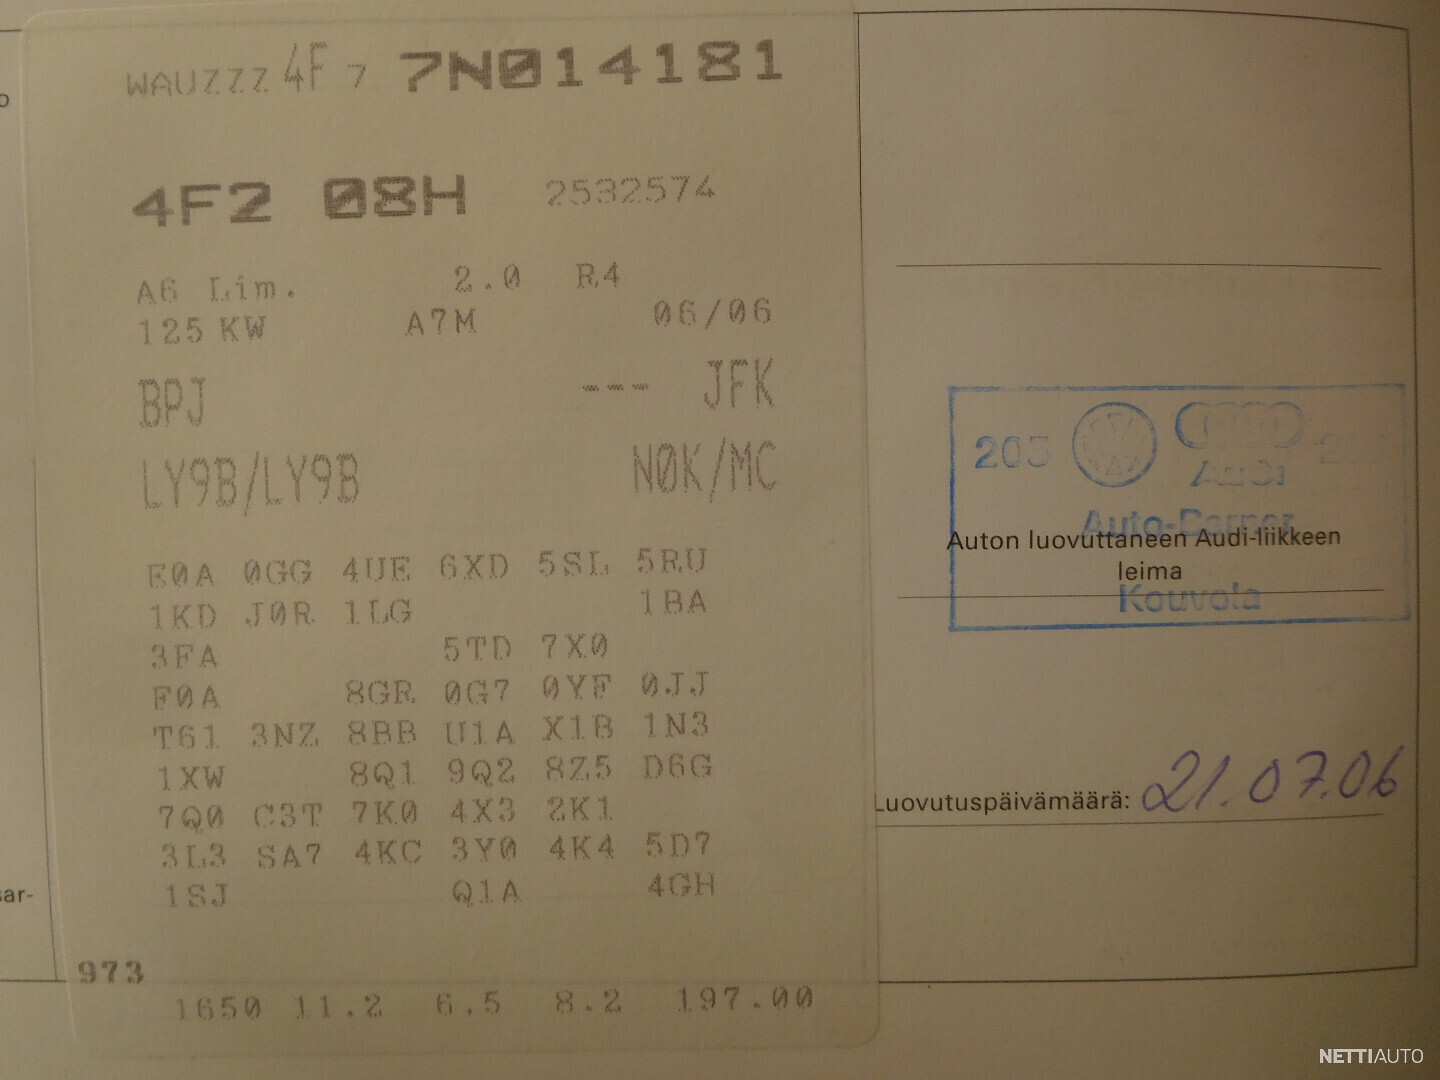 WAUZZZ 4F 7 7N014181
4F2 08H 2532574
A6 Lim. 2.0 R4
125 KW A7M 06/06
BPJ --- JFK
LY9B/LY9B N0K/MC
E0A 0GG 4UE 6XD 5SL 5RU
1KD J0R 1LG 1BA
3FA 5TD 7X0
F0A 8GR 0G7 0YF 0JJ
T61 3NZ 8BB U1A X1B 1N3
1XW 8Q1 9Q2 8Z5 D6G
7Q0 C3T 7K0 4X3 2K1
3L3 SA7 4KC 3Y0 4K4 5D7
1SJ Q1A 4GH
973
1650 11.2 6.5 8.2 197.00
sar-
203
Audi
Auto-Berner
Auton luovuttaneen Audi-liikkeen
leima
Kouvola
Luovutuspäivämäärä: 21.07.06
NETTIAUTO